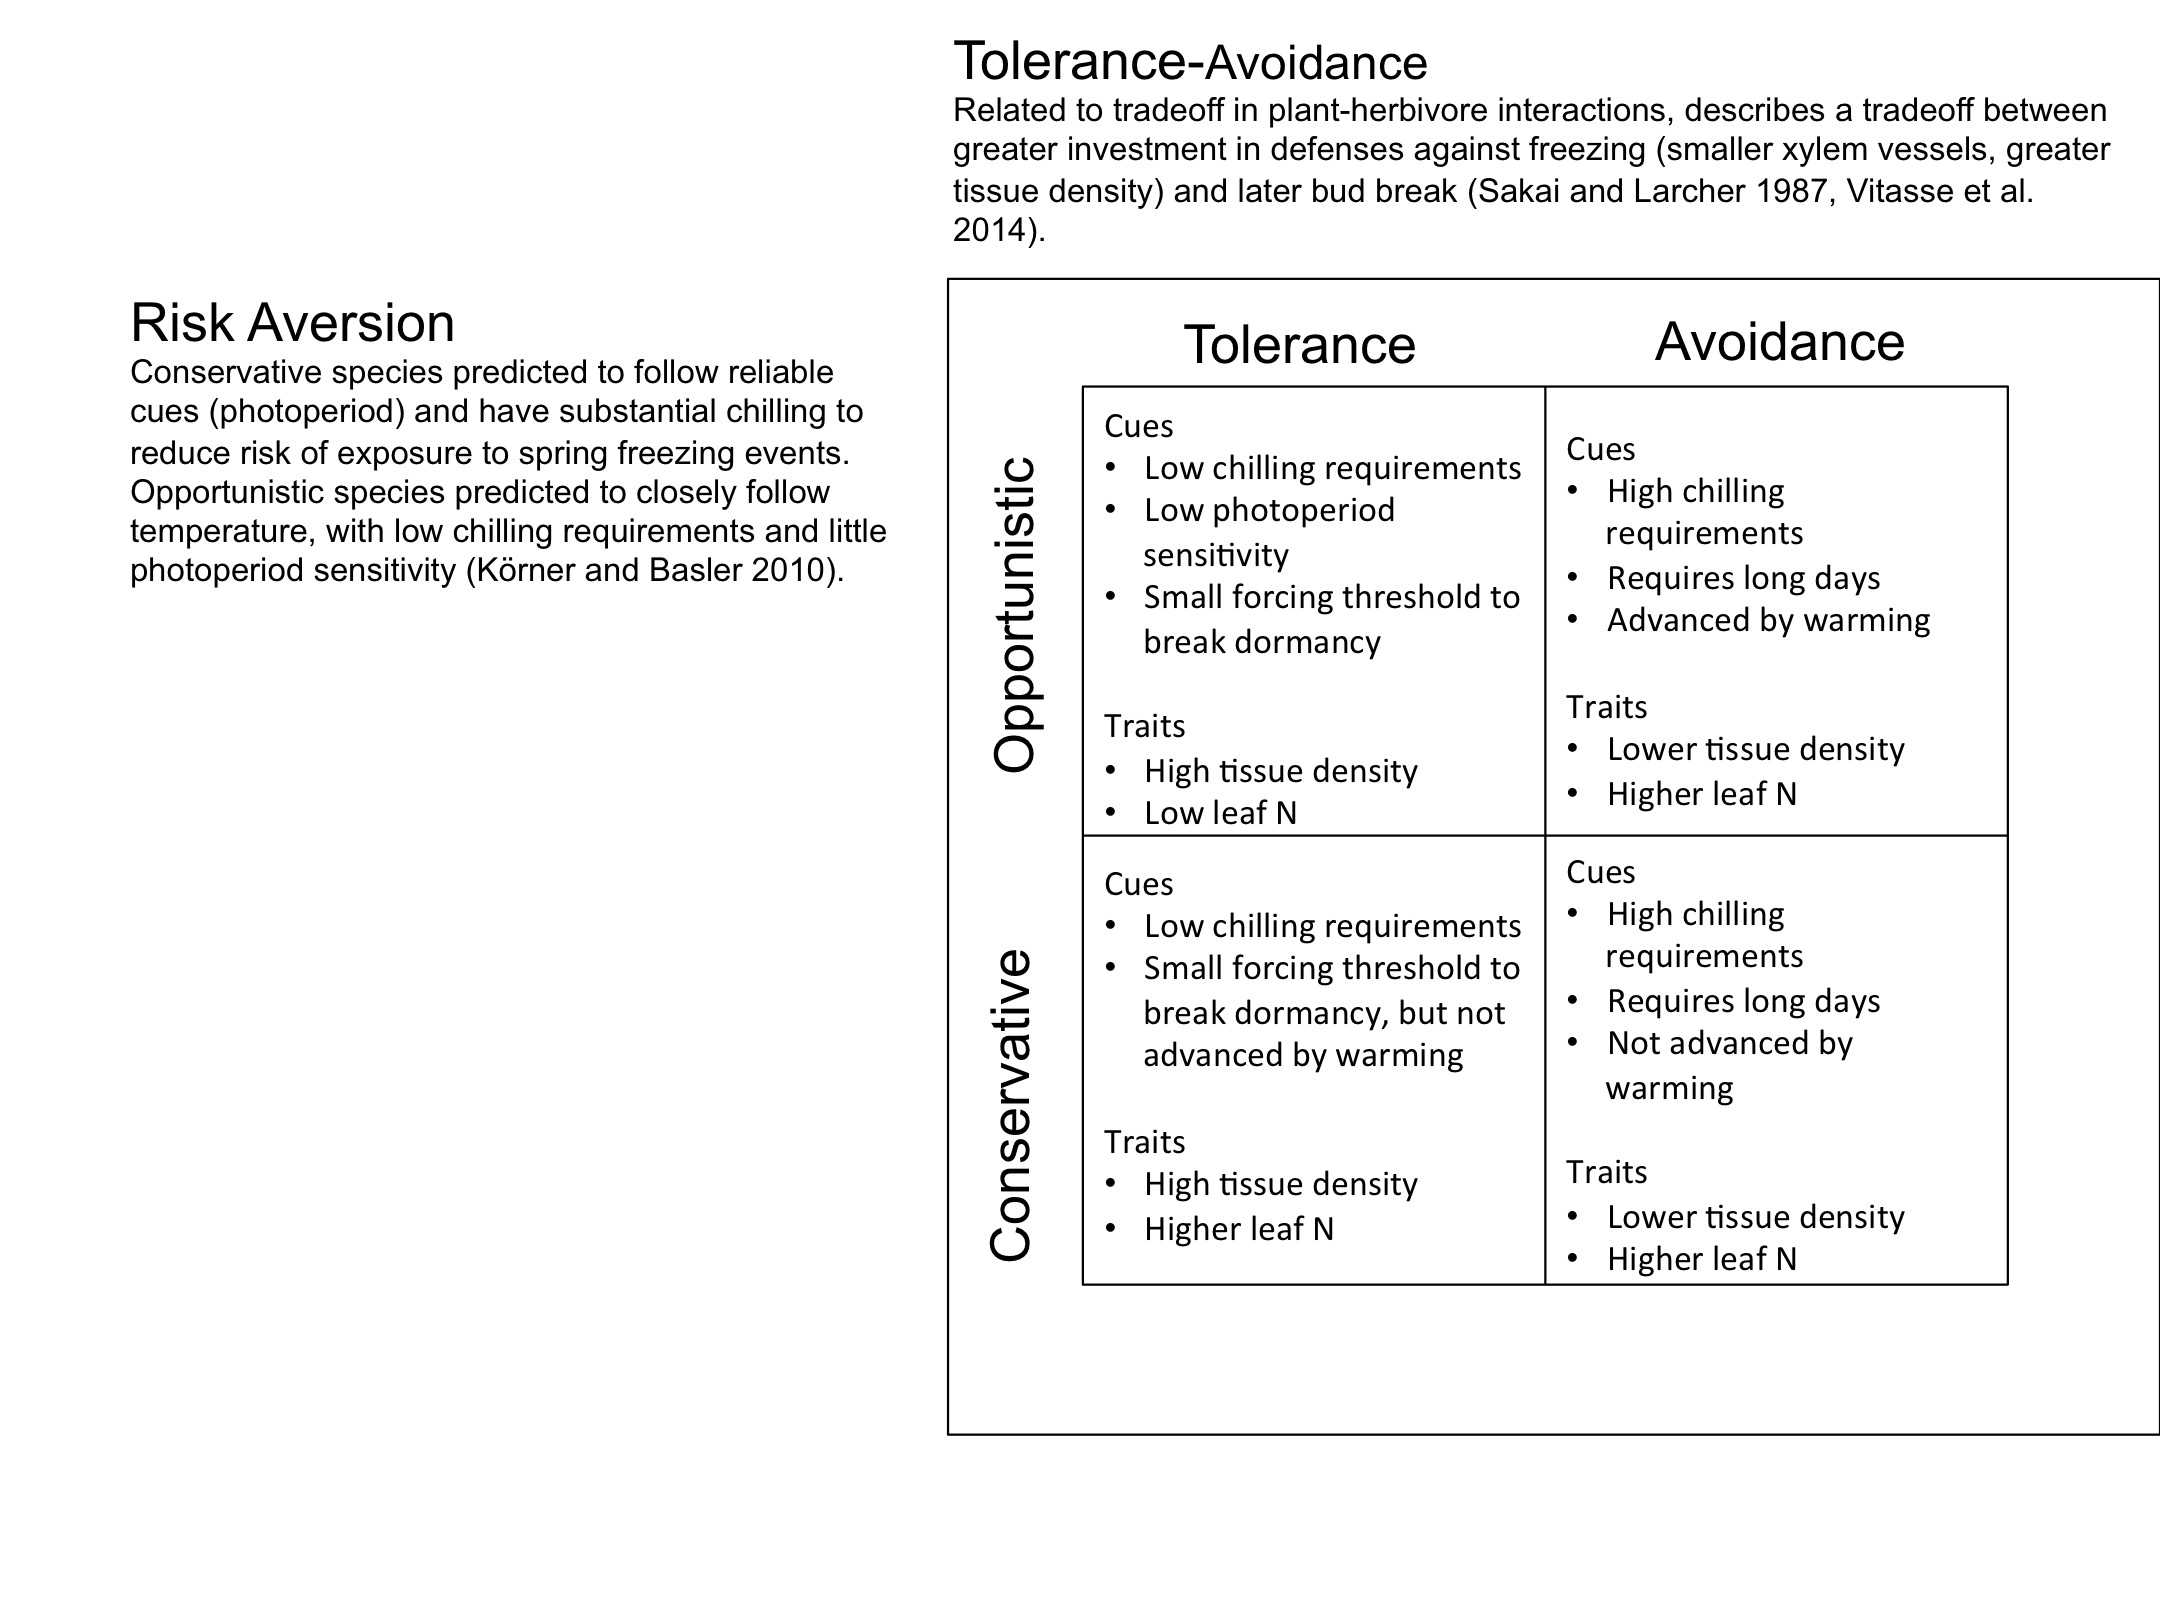 Tolerance-Avoidance
Related to tradeoff in plant-herbivore interactions, describes a tradeoff between
greater investment in defenses against freezing (smaller xylem vessels, greater
tissue density) and later bud break (Sakai and Larcher 1987, Vitasse et al.
2014).
Risk Aversion
Conservative species predicted to follow reliable
cues (photoperiod) and have substantial chilling to
reduce risk of exposure to spring freezing events.
Opportunistic species predicted to closely follow
temperature, with low chilling requirements and little
photoperiod sensitivity (Körner and Basler 2010).
Tolerance
Avoidance
Opportunistic
Cues
• Low chilling requirements
• Low photoperiod
sensitivity
• Small forcing threshold to
break dormancy
Traits
• High tissue density
• Low leaf N
Cues
• High chilling
requirements
• Requires long days
• Advanced by warming
Traits
• Lower tissue density
• Higher leaf N
Conservative
Cues
• Low chilling requirements
• Small forcing threshold to
break dormancy, but not
advanced by warming
Traits
• High tissue density
• Higher leaf N
Cues
• High chilling
requirements
• Requires long days
• Not advanced by
warming
Traits
• Lower tissue density
• Higher leaf N